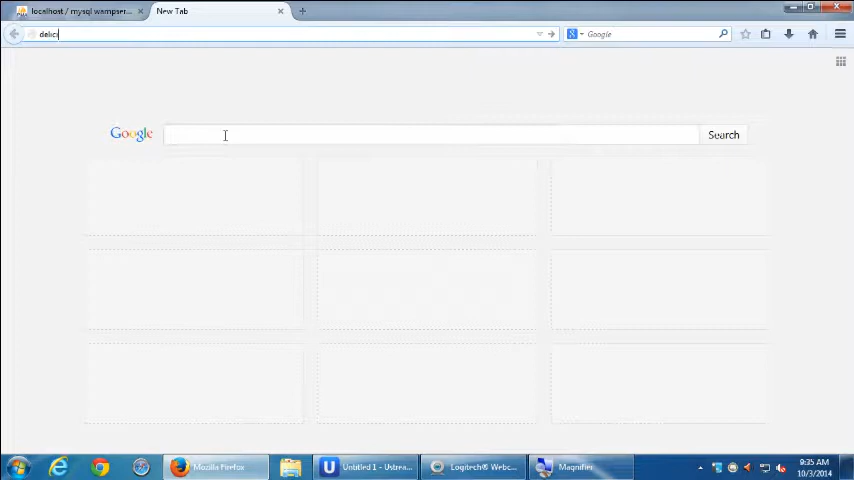 localhost / mysql wampser...
New Tab
delici
Google
Google
Search
Mozilla Firefox
Untitled 1 - Ustrea...
Logitech® Webc...
Magnifier
9:35 AM
10/3/2014